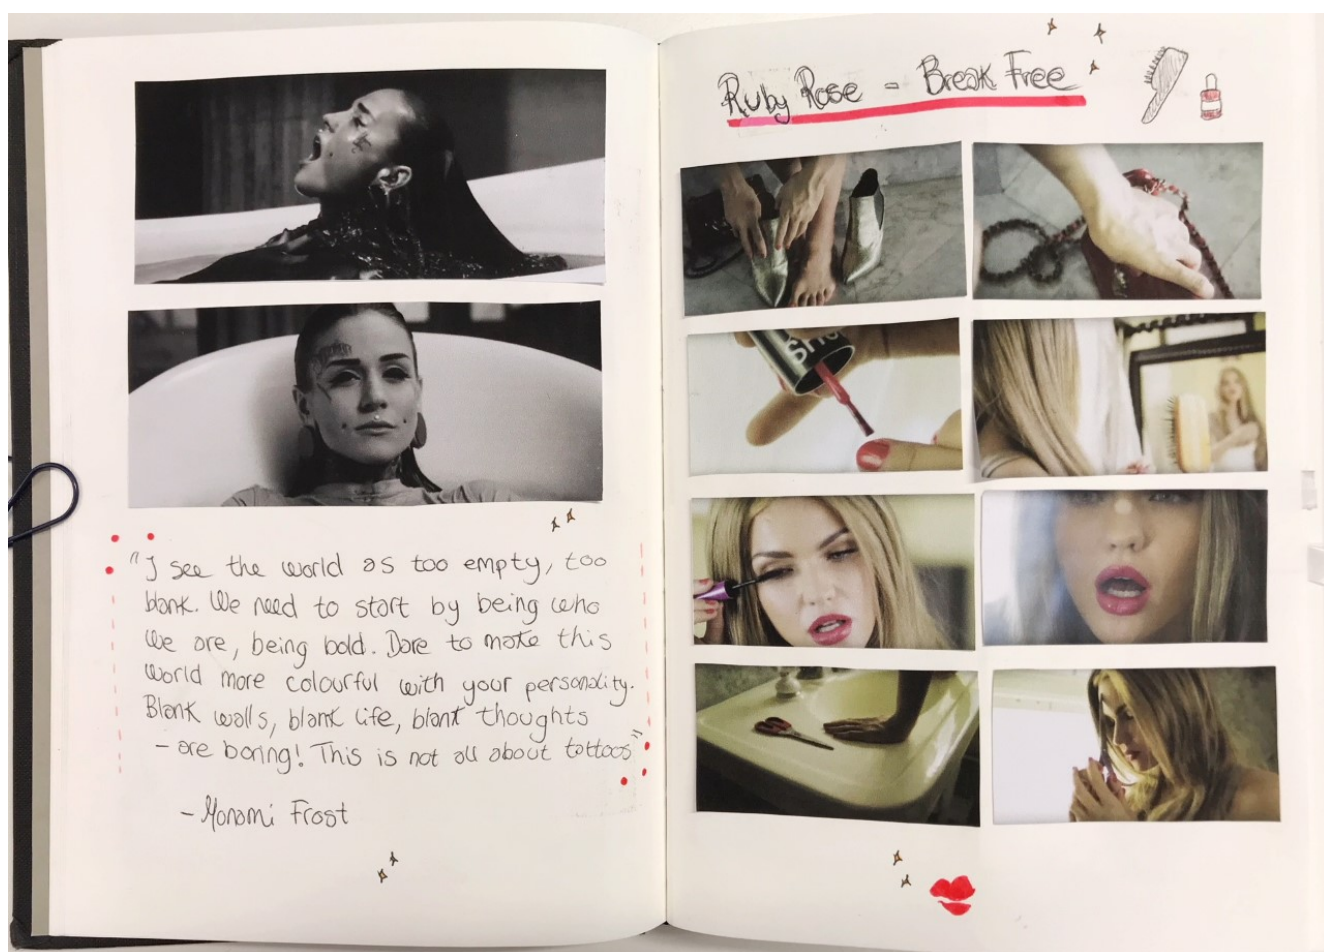 "I see the world as too empty, too
blank. We need to start by being who
we are, being bold. Dare to make this
world more colourful with your personality.
Blank walls, blank life, blank thoughts
- are boring! This is not all about tattoos"
- Monami Frost
Ruby Rose - Break Free